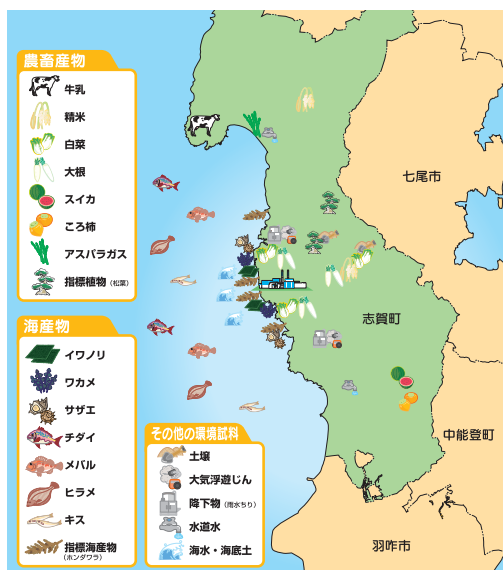 農畜産物
牛乳
精米
白菜
大根
スイカ
ころ柿
アスパラガス
指標植物（松葉）
海産物
イワノリ
ワカメ
サザエ
チダイ
メバル
ヒラメ
キス
指標海産物
（ホンダワラ）
その他の環境試料
土壌
大気浮遊じん
降下物（雨水ちり）
水道水
海水・海底土
七尾市
志賀町
中能登町
羽咋市